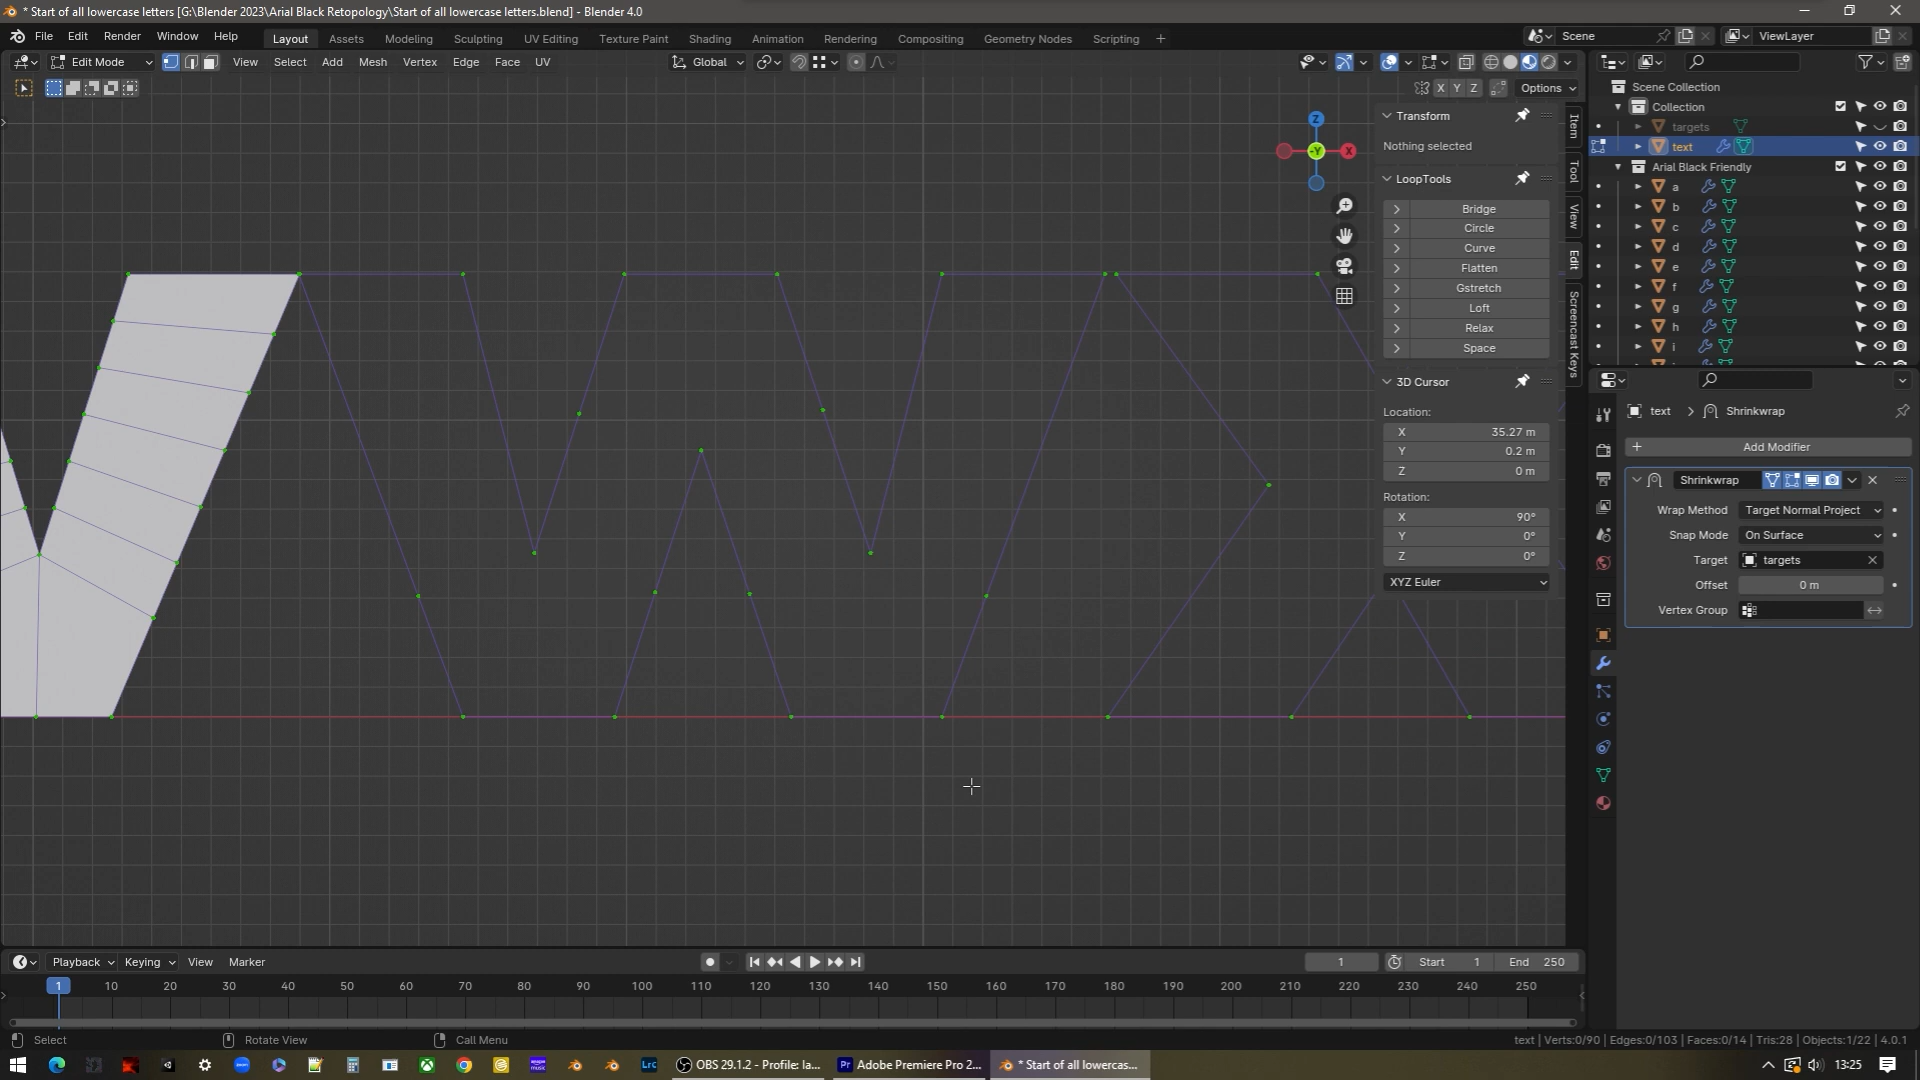 * Start of all lowercase letters [G:\Blender 2023\Arial Black Retopology\Start of all lowercase letters.blend] - Blender 4.0
File Edit Render Window Help Layout Assets Modeling Sculpting UV Editing Texture Paint Shading Animation Rendering Compositing Geometry Nodes Scripting + Scene ViewLayer
Edit Mode View Select Add Mesh Vertex Edge Face UV Global
X Y Z Options
Scene Collection
Collection
targets
text
Arial Black Friendly
a
b
c
d
e
f
g
h
i
Z
-Y
X
Transform
Nothing selected
LoopTools
Bridge
Circle
Curve
Flatten
Gstretch
Loft
Relax
Space
3D Cursor
Location:
X 35.27 m
Y 0.2 m
Z 0 m
Rotation:
X 90°
Y 0°
Z 0°
XYZ Euler
Item
Tool
View
Edit
Screencast Keys
text > Shrinkwrap
+ Add Modifier
Shrinkwrap
Wrap Method Target Normal Project
Snap Mode On Surface
Target targets
Offset 0 m
Vertex Group
Playback Keying View Marker 1 Start 1 End 250
1 10 20 30 40 50 60 70 80 90 100 110 120 130 140 150 160 170 180 190 200 210 220 230 240 250
Select Rotate View Call Menu text | Verts:0/90 | Edges:0/103 | Faces:0/14 | Tris:28 | Objects:1/22 | 4.0.1
zoom Lrc OBS 29.1.2 - Profile: la... Pr Adobe Premiere Pro 2... * Start of all lowercas... 13:25